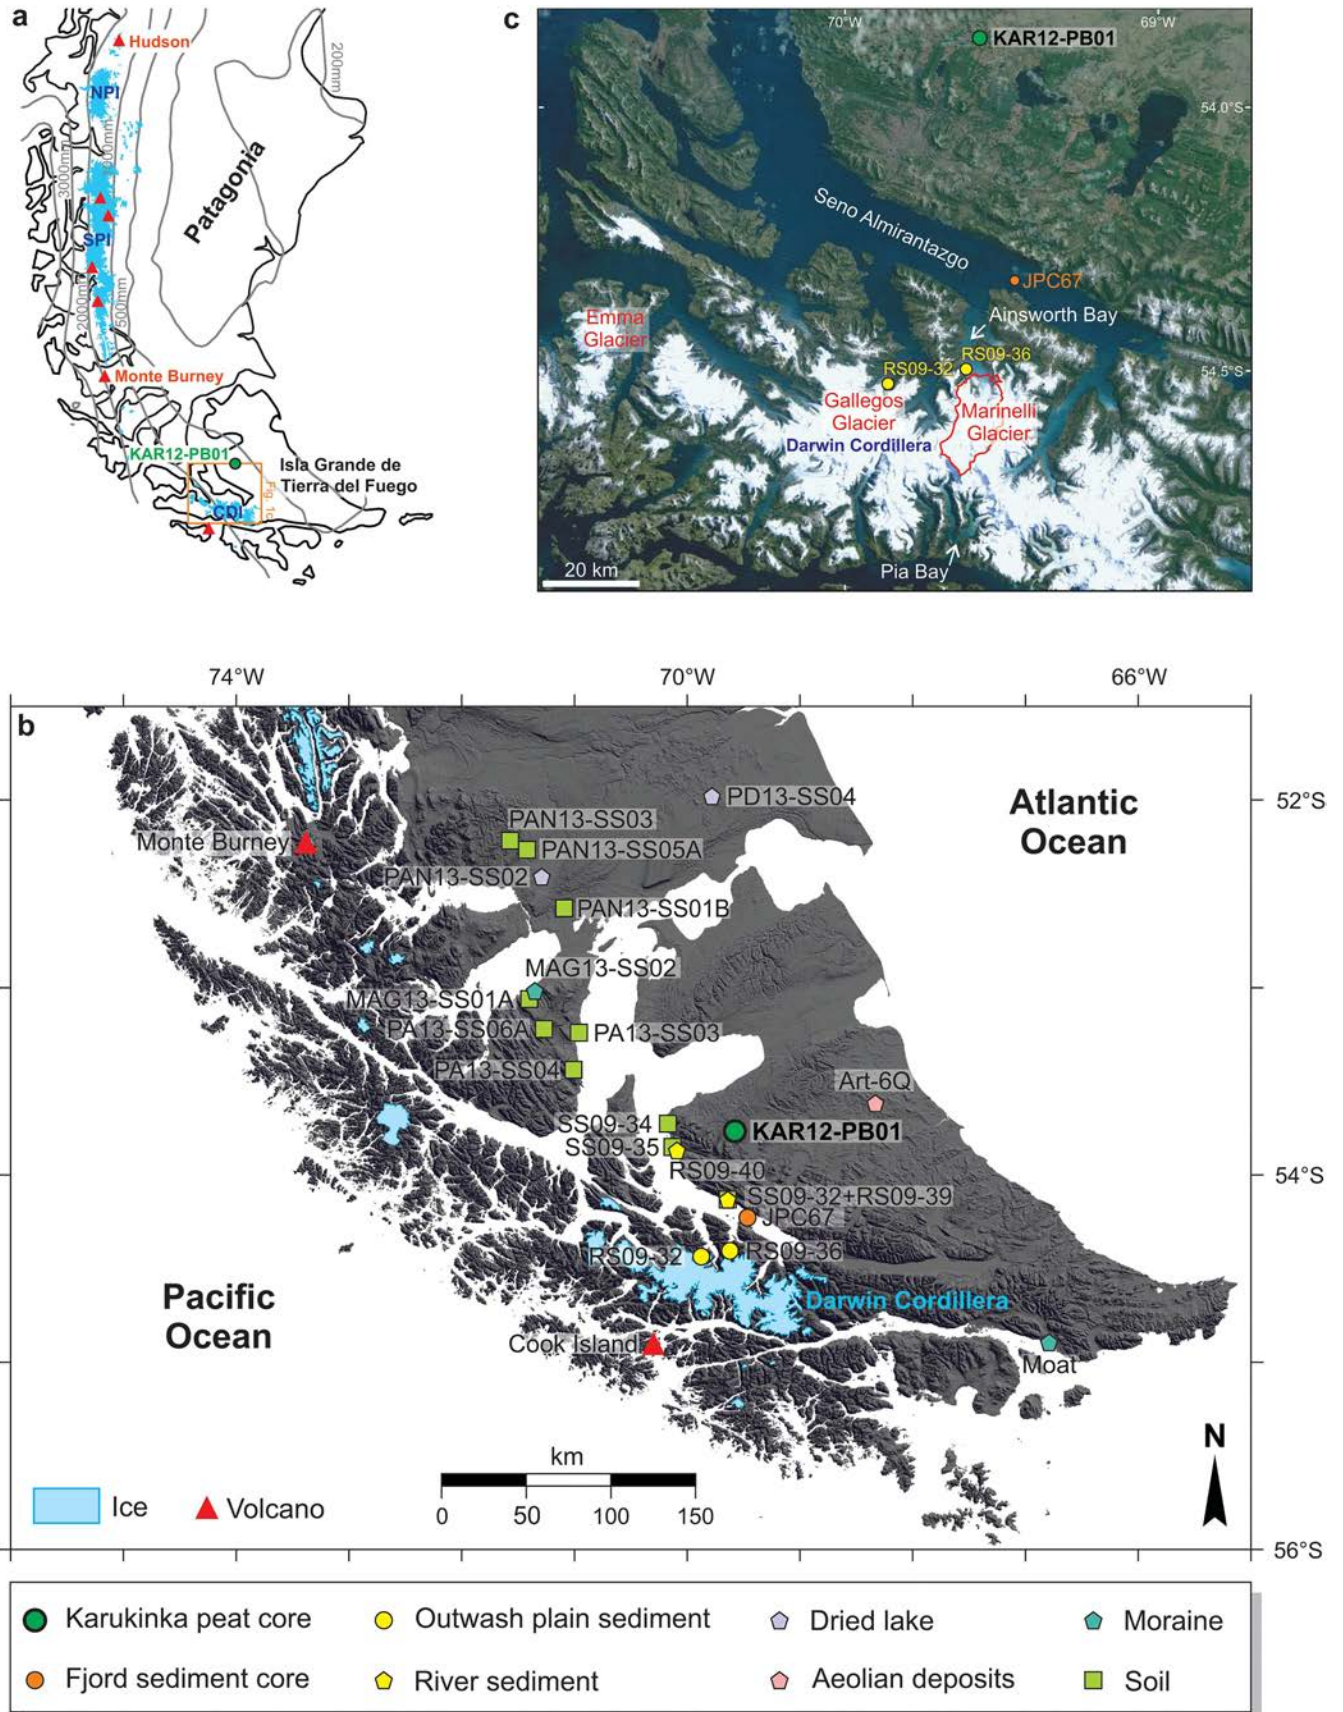 a
Hudson
NPI
200mm
3000mm
1000mm
Patagonia
SPI
2000mm
500mm
Monte Burney
KAR12-PB01
Isla Grande de
Tierra del Fuego
Fig. 1c
CDI
c
70°W
69°W
KAR12-PB01
54.0°S
Seno Almirantazgo
JPC67
Ainsworth Bay
Emma
Glacier
RS09-32
RS09-36
54.5°S
Gallegos
Glacier
Marinelli
Glacier
Darwin Cordillera
Pia Bay
20 km
74°W
70°W
66°W
b
PD13-SS04
52°S
Atlantic
Ocean
PAN13-SS03
Monte Burney
PAN13-SS05A
PAN13-SS02
PAN13-SS01B
MAG13-SS02
MAG13-SS01A
PA13-SS06A
PA13-SS03
PA13-SS04
Art-6Q
SS09-34
KAR12-PB01
SS09-35
RS09-40
54°S
SS09-32+RS09-39
JPC67
RS09-32
RS09-36
Pacific
Ocean
Darwin Cordillera
Cook Island
Moat
N
km
0 50 100 150
Ice
Volcano
56°S
Karukinka peat core
Outwash plain sediment
Dried lake
Moraine
Fjord sediment core
River sediment
Aeolian deposits
Soil